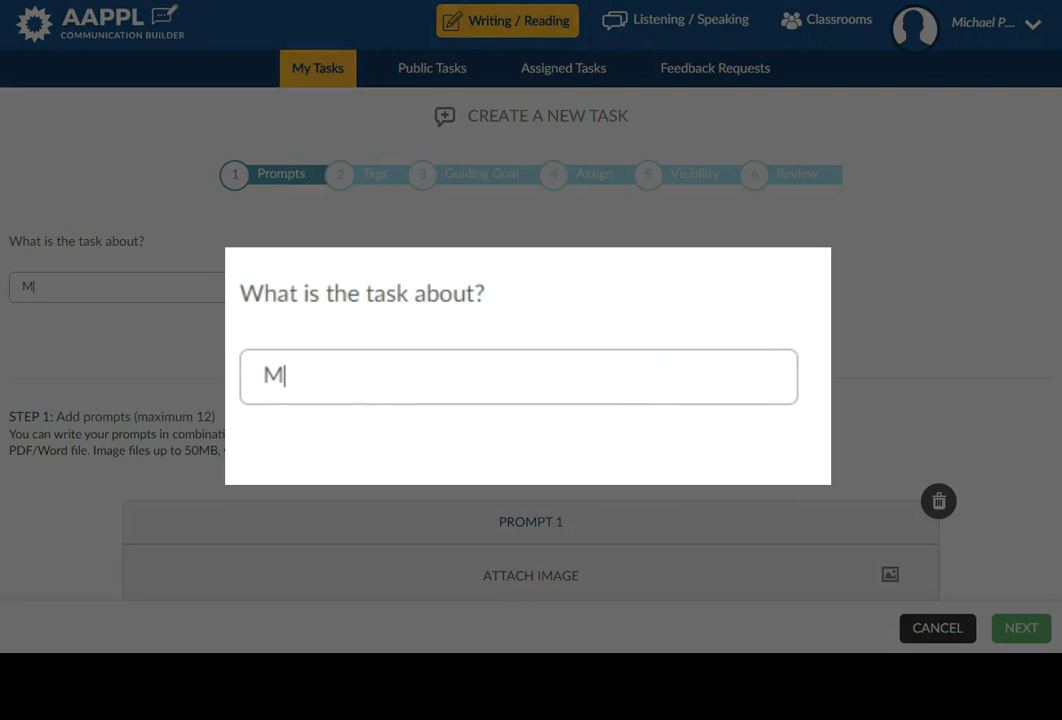 AAPPL
COMMUNICATION BUILDER
Writing / Reading
Listening / Speaking
Classrooms
Michael P...
My Tasks
Public Tasks
Assigned Tasks
Feedback Requests
CREATE A NEW TASK
1 Prompts 2 Tags 3 Guiding Goal 4 Assign 5 Visibility 6 Review
What is the task about?
M
What is the task about?
M
STEP 1: Add prompts (maximum 12)
You can write your prompts in combinati
PDF/Word file. Image files up to 50MB,
PROMPT 1
ATTACH IMAGE
CANCEL
NEXT